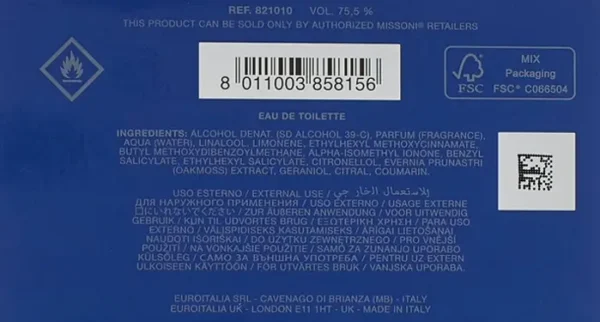 REF. 821010 VOL. 75,5 %
THIS PRODUCT CAN BE SOLD ONLY BY AUTHORIZED MISSONI® RETAILERS
8 011003 858156
MIX
Packaging
FSC® C066504
FSC
EAU DE TOILETTE
INGREDIENTS: ALCOHOL DENAT. (SD ALCOHOL 39-C), PARFUM (FRAGRANCE),
AQUA (WATER), LINALOOL, LIMONENE, ETHYLHEXYL METHOXYCINNAMATE,
BUTYL METHOXYDIBENZOYLMETHANE, ALPHA-ISOMETHYL IONONE, BENZYL
SALICYLATE, ETHYLHEXYL SALICYLATE, CITRONELLOL, EVERNIA PRUNASTRI
(OAKMOSS) EXTRACT, GERANIOL, CITRAL, COUMARIN.
USO ESTERNO / EXTERNAL USE / للاستعمال الخارجي /
ДЛЯ НАРУЖНОГО ПРИМЕНЕНИЯ / USO EXTERNO / USAGE EXTERNE
口にいれないでください / ZUR ÄUßEREN ANWENDUNG / VOOR UITWENDIG
GEBRUIK / KUN TIL UDVORTES BRUG / ΕΞΩΤΕΡΙΚΗ ΧΡΗΣΗ / PARA USO
EXTERNO / VÄLISPIDISEKS KASUTAMISEKS / ĀRĪGAI LIETOŠANAI
NAUDOTI IŠORIŠKAI / DO UŻYTKU ZEWNĘTRZNEGO / PRO VNĚJŠÍ
POUŽITÍ / NA VONKAJŠIE POUŽITIE / SAMO ZA ZUNANJO UPORABO
KÜLSŐLEG / САМО ЗА ВЪНШНА УПОТРЕБА / PENTRU UZ EXTERN
ULKOISEEN KÄYTTÖÖN / FÖR UTVÄRTES BRUK / VANJSKA UPORABA.
EUROITALIA SRL - CAVENAGO DI BRIANZA (MB) - ITALY
EUROITALIA UK - LONDON E11 1HT - UK - MADE IN ITALY